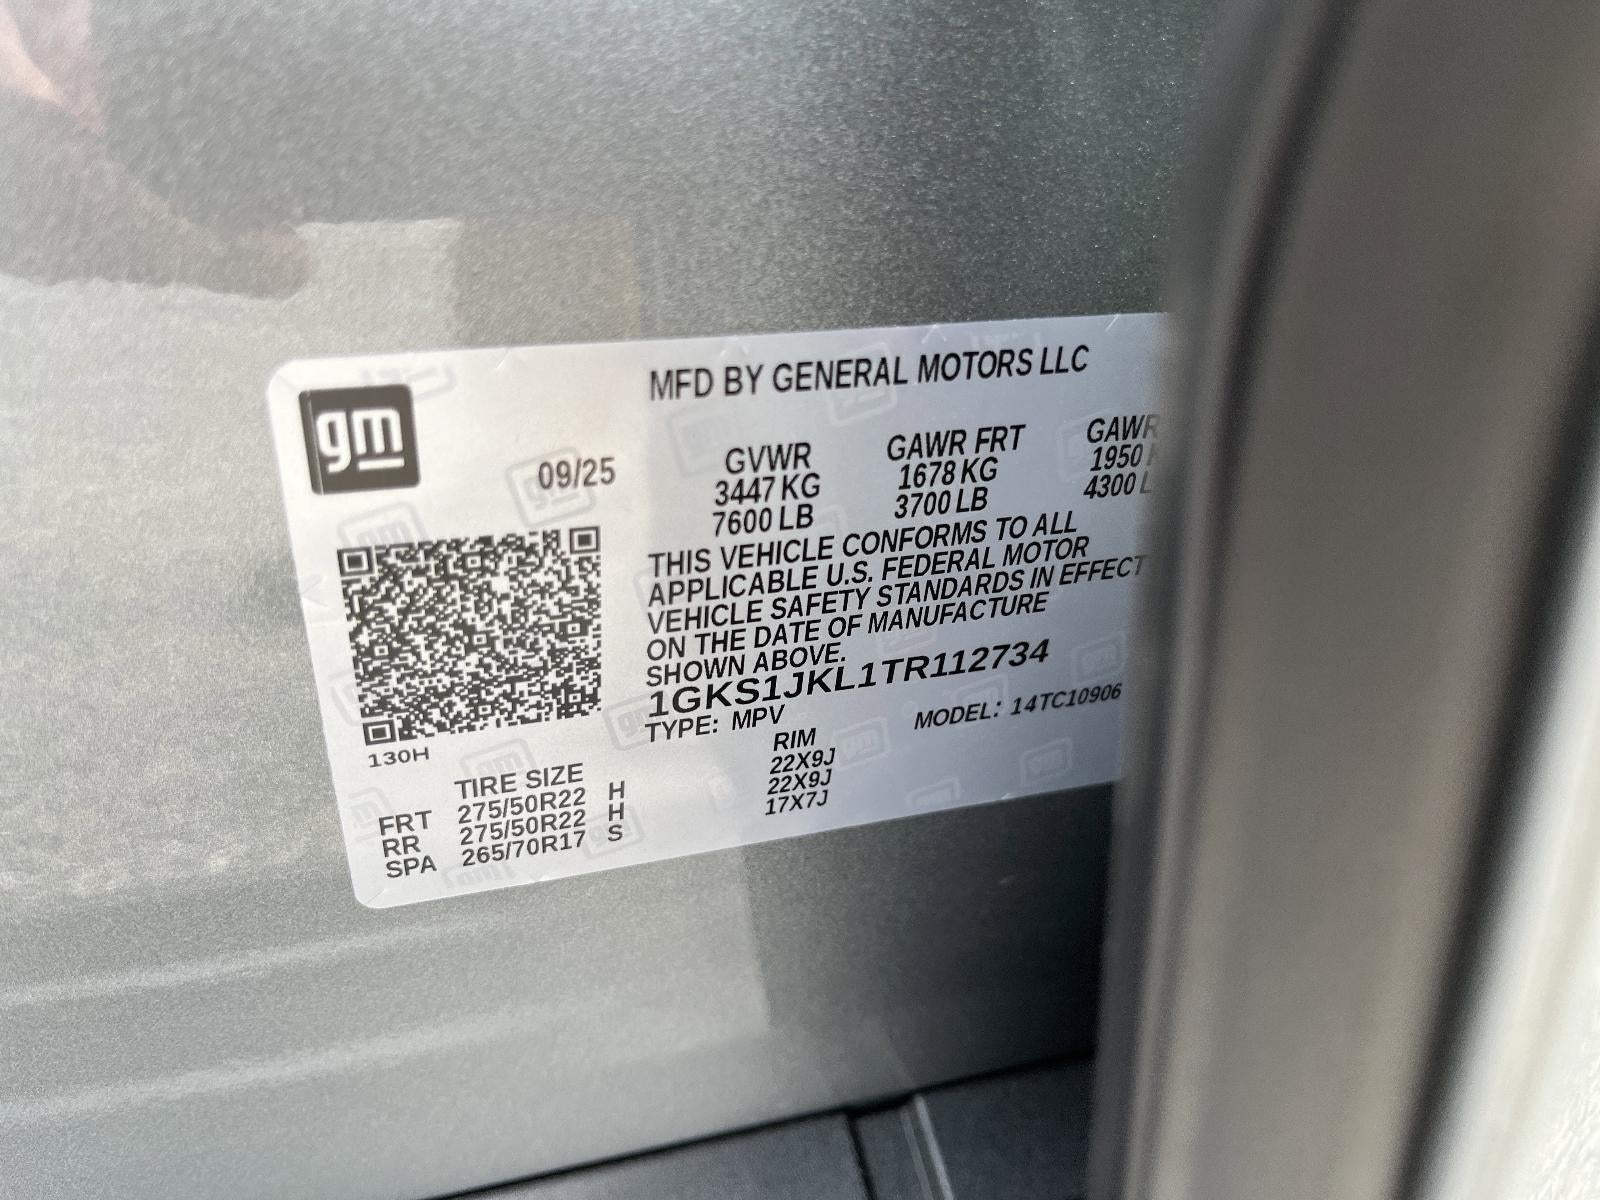 gm
MFD BY GENERAL MOTORS LLC
09/25
GVWR GAWR FRT GAWR
3447 KG 1678 KG 1950
7600 LB 3700 LB 4300 L
THIS VEHICLE CONFORMS TO ALL
APPLICABLE U.S. FEDERAL MOTOR
VEHICLE SAFETY STANDARDS IN EFFECT
ON THE DATE OF MANUFACTURE
SHOWN ABOVE.
1GKS1JKL1TR112734
TYPE: MPV MODEL: 14TC10906
130H
TIRE SIZE RIM
FRT 275/50R22 H 22X9J
RR 275/50R22 H 22X9J
SPA 265/70R17 S 17X7J